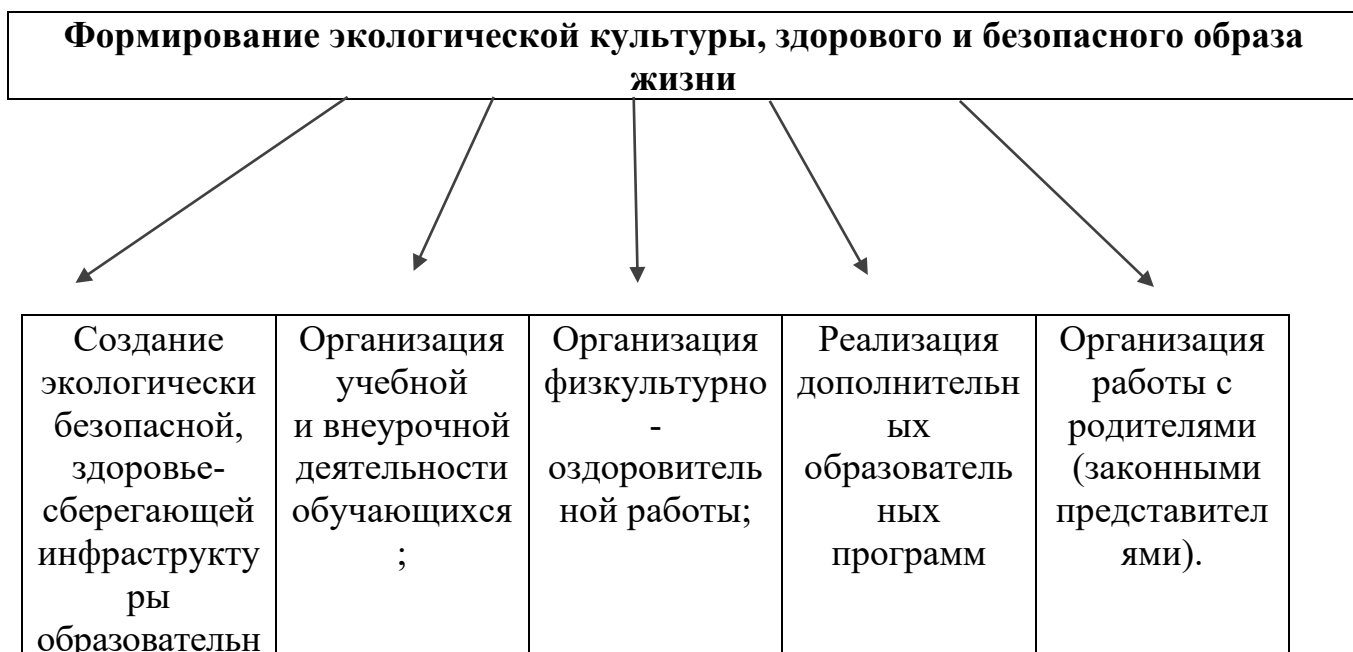 Формирование экологической культуры, здорового и безопасного образа
жизни
Создание
экологически
безопасной,
здоровье-
сберегающей
инфраструкту
ры
образовательн
Организация
учебной
и внеурочной
деятельности
обучающихся
;
Организация
физкультурно
-
оздоровитель
ной работы;
Реализация
дополнительн
ых
образователь
ных
программ
Организация
работы с
родителями
(законными
представител
ями).